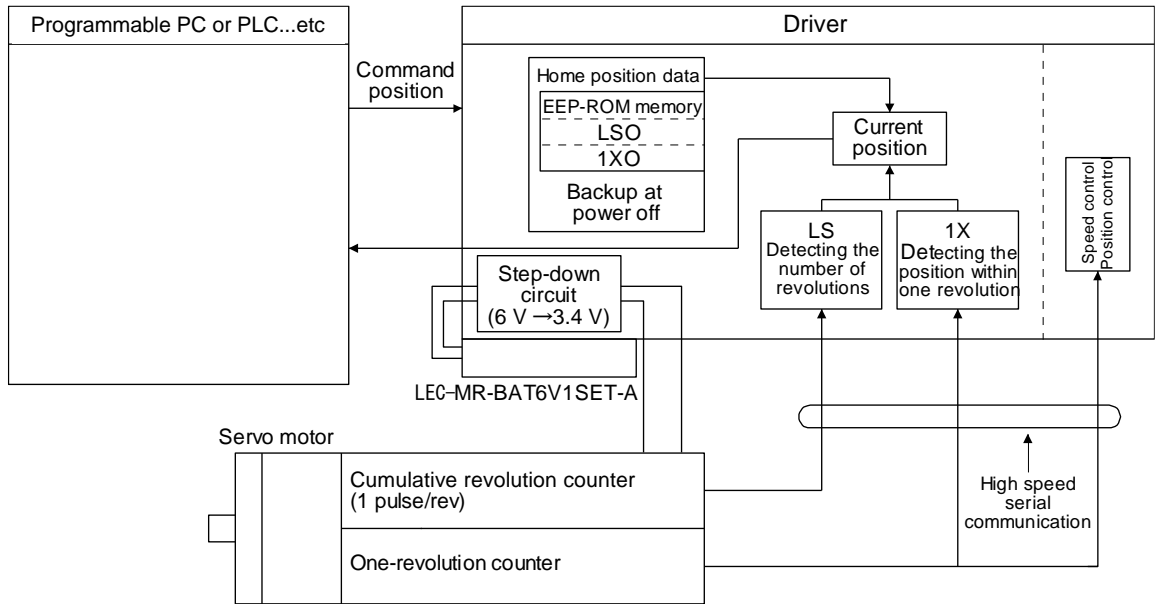 Programmable PC or PLC...etc
Driver
Command
position
Home position data
EEP-ROM memory
LSO
1XO
Backup at
power off
Current
position
LS
Detecting the
number of
revolutions
1X
Detecting the
position within
one revolution
Speed control
Position control
Step-down
circuit
(6 V →3.4 V)
LEC-MR-BAT6V1SET-A
Servo motor
Cumulative revolution counter
(1 pulse/rev)
One-revolution counter
High speed
serial
communication